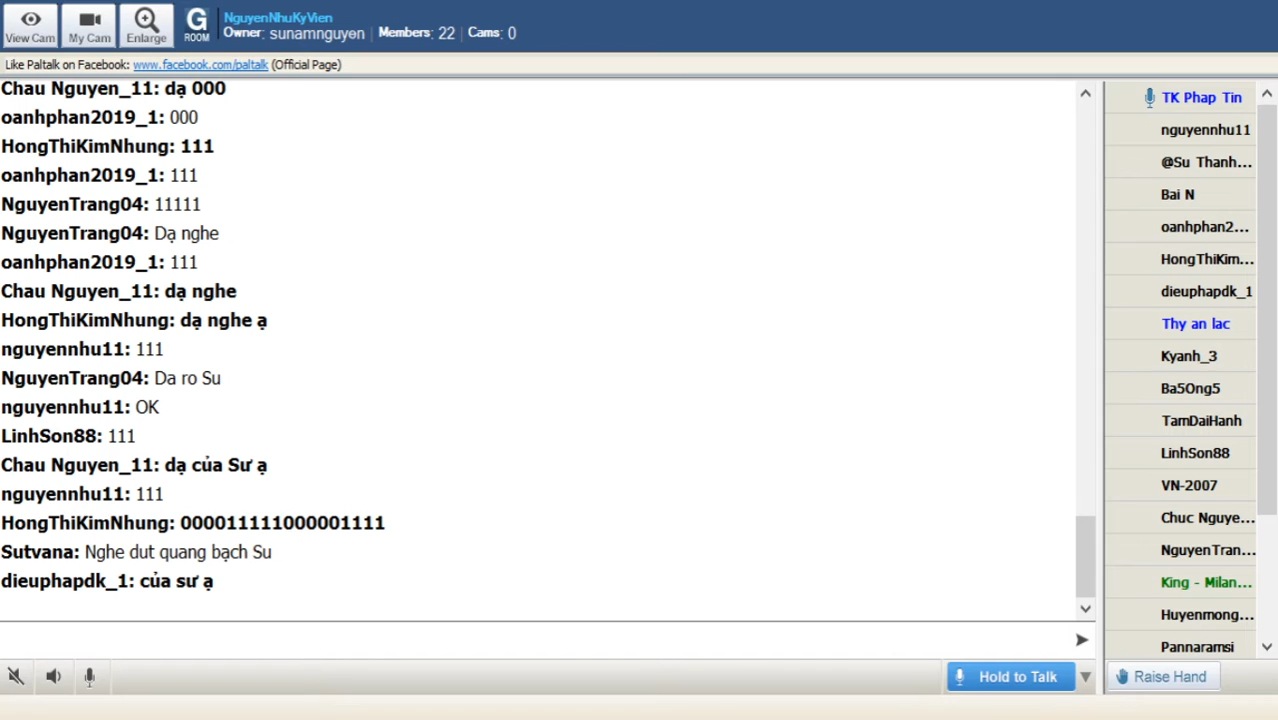 View Cam
My Cam
Enlarge
G
ROOM
NguyenNhuKyVien
Owner: sunamnguyen | Members: 22 | Cams: 0
Like Paltalk on Facebook: www.facebook.com/paltalk (Official Page)
Chau Nguyen_11: dạ 000
oanhphan2019_1: 000
HongThiKimNhung: 111
oanhphan2019_1: 111
NguyenTrang04: 11111
NguyenTrang04: Dạ nghe
oanhphan2019_1: 111
Chau Nguyen_11: dạ nghe
HongThiKimNhung: dạ nghe ạ
nguyennhu11: 111
NguyenTrang04: Da ro Su
nguyennhu11: OK
LinhSon88: 111
Chau Nguyen_11: dạ của Sư ạ
nguyennhu11: 111
HongThiKimNhung: 000011111000001111
Sutvana: Nghe dut quang bạch Su
dieuphapdk_1: của sư ạ
TK Phap Tin
nguyennhu11
@Su Thanh...
Bai N
oanhphan2...
HongThiKim...
dieuphapdk_1
Thy an lac
Kyanh_3
Ba5Ong5
TamDaiHanh
LinhSon88
VN-2007
Chuc Nguye...
NguyenTran...
King - Milan...
Huyenmong...
Pannaramsi
Hold to Talk
Raise Hand